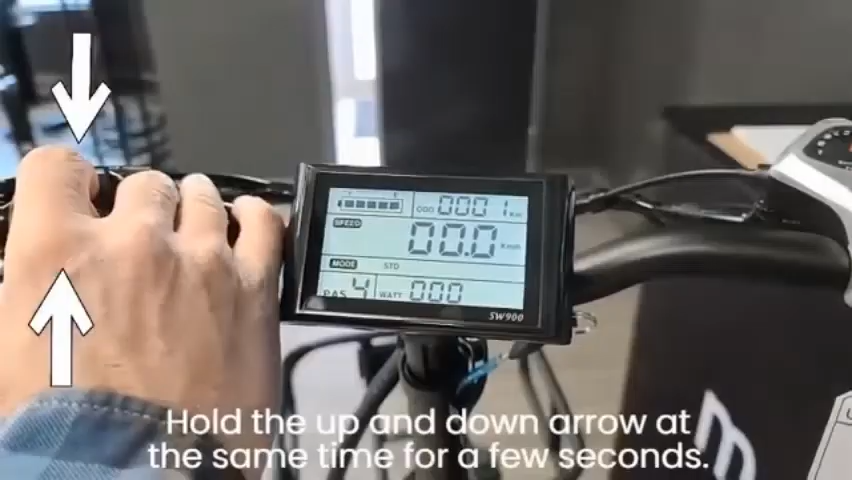 ODO 0001 Km
SPEED
00.0 Km/H
MODE STD
PAS 4 WATT 000
SW900
Hold the up and down arrow at
the same time for a few seconds.